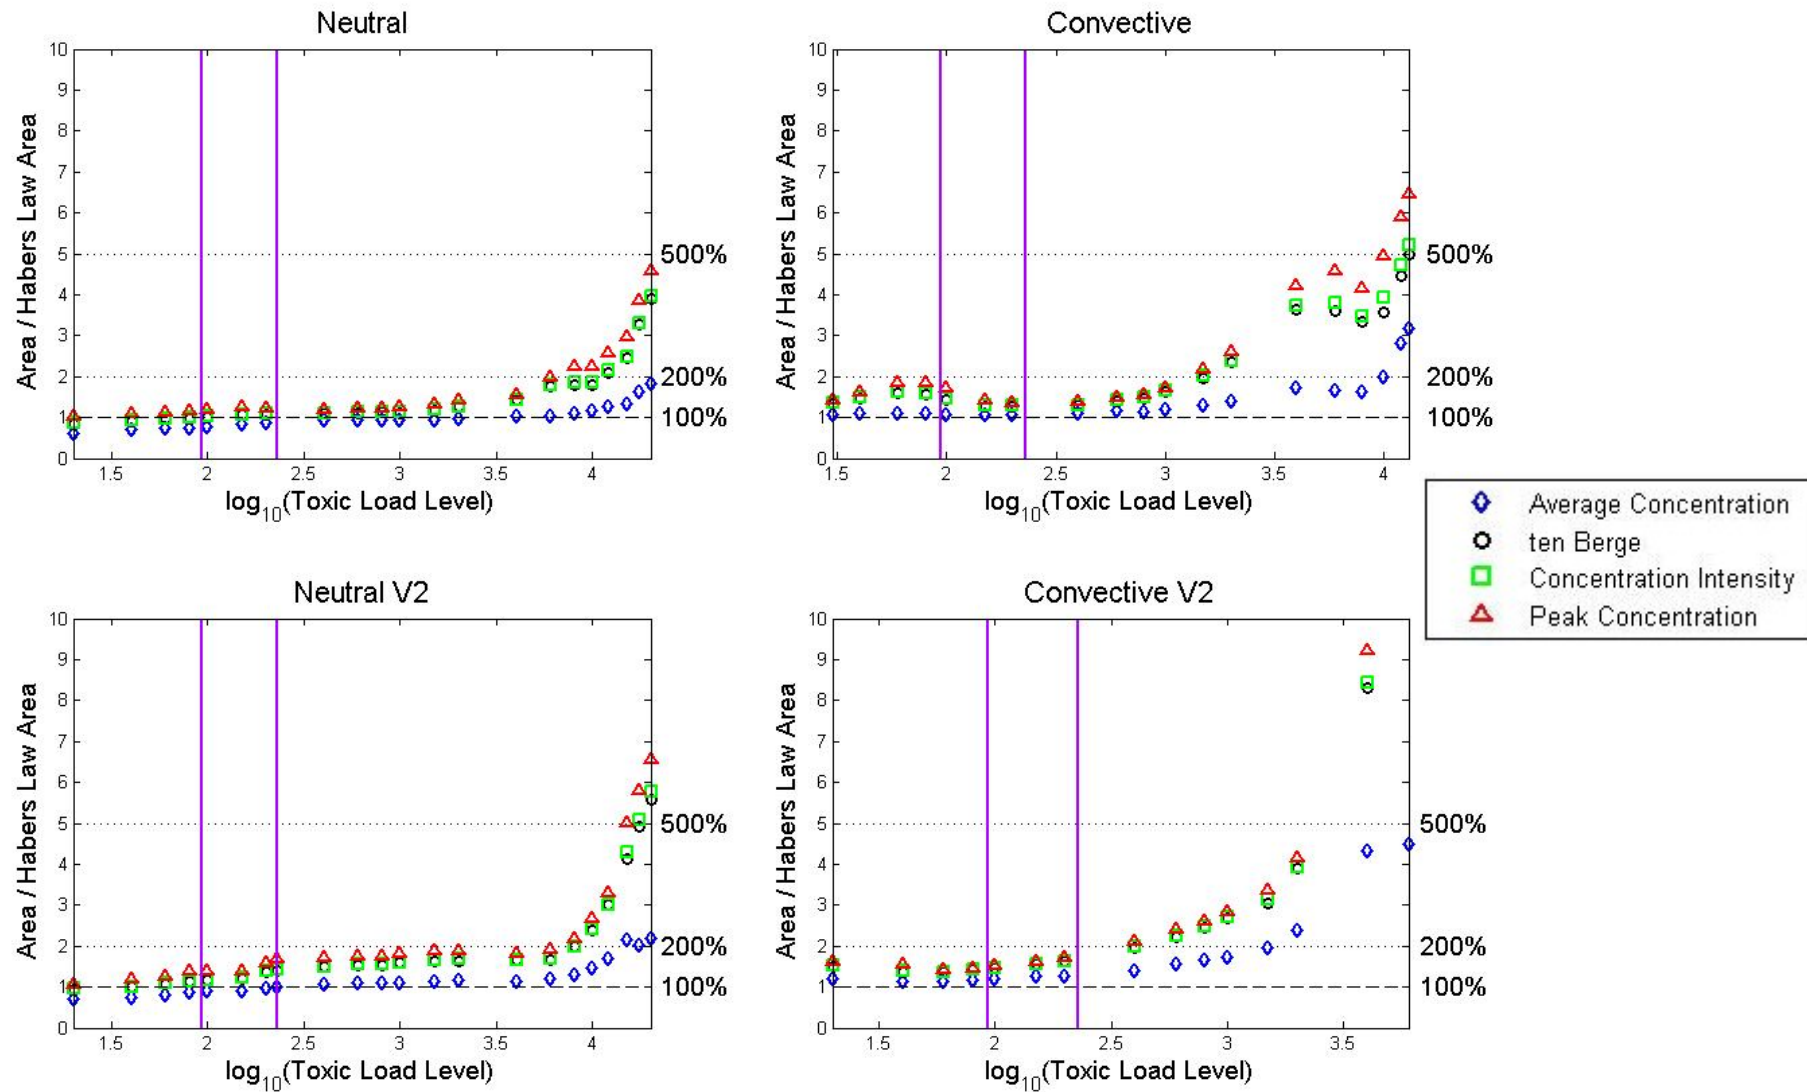 Neutral
10
9
8
7
6
5
4
3
2
1
0
Area / Habers Law Area
500%
200%
100%
1.5 2 2.5 3 3.5 4
log10(Toxic Load Level)
Convective
10
9
8
7
6
5
4
3
2
1
0
Area / Habers Law Area
500%
200%
100%
1.5 2 2.5 3 3.5 4
log10(Toxic Load Level)
Average Concentration
ten Berge
Concentration Intensity
Peak Concentration
Neutral V2
10
9
8
7
6
5
4
3
2
1
0
Area / Habers Law Area
500%
200%
100%
1.5 2 2.5 3 3.5 4
log10(Toxic Load Level)
Convective V2
10
9
8
7
6
5
4
3
2
1
0
Area / Habers Law Area
500%
200%
100%
1.5 2 2.5 3 3.5
log10(Toxic Load Level)